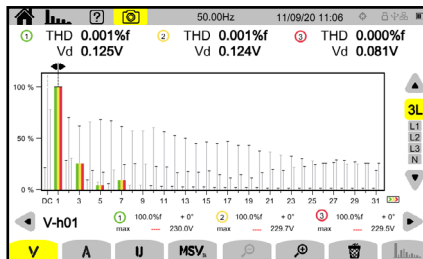 ? 50.00Hz 11/09/20 11:06
1 THD 0.001%f 2 THD 0.001%f 3 THD 0.000%f
Vd 0.125V Vd 0.124V Vd 0.081V
100 %
50 %
0 %
DC 1 3 5 7 9 11 13 15 17 19 21 23 25 27 29 31
3L
L1
L2
L3
N
V-h01
1 100.0%f + 0° 2 100.0%f + 0° 3 100.0%f + 0°
max ---- 230.0V max ---- 229.7V max ---- 229.5V
V A U MSV